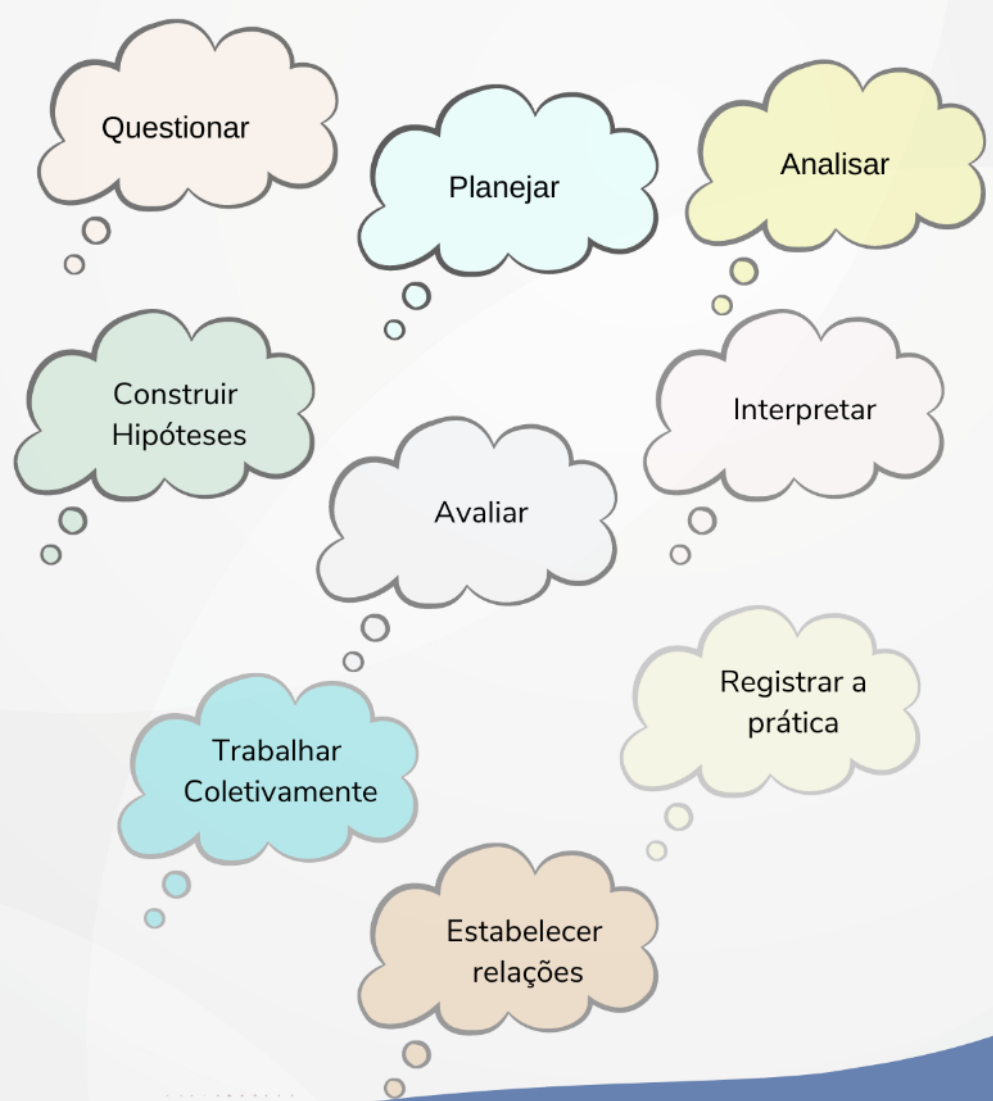 Questionar
Planejar
Analisar
Construir
Hipóteses
Interpretar
Avaliar
Registrar a
prática
Trabalhar
Coletivamente
Estabelecer
relações